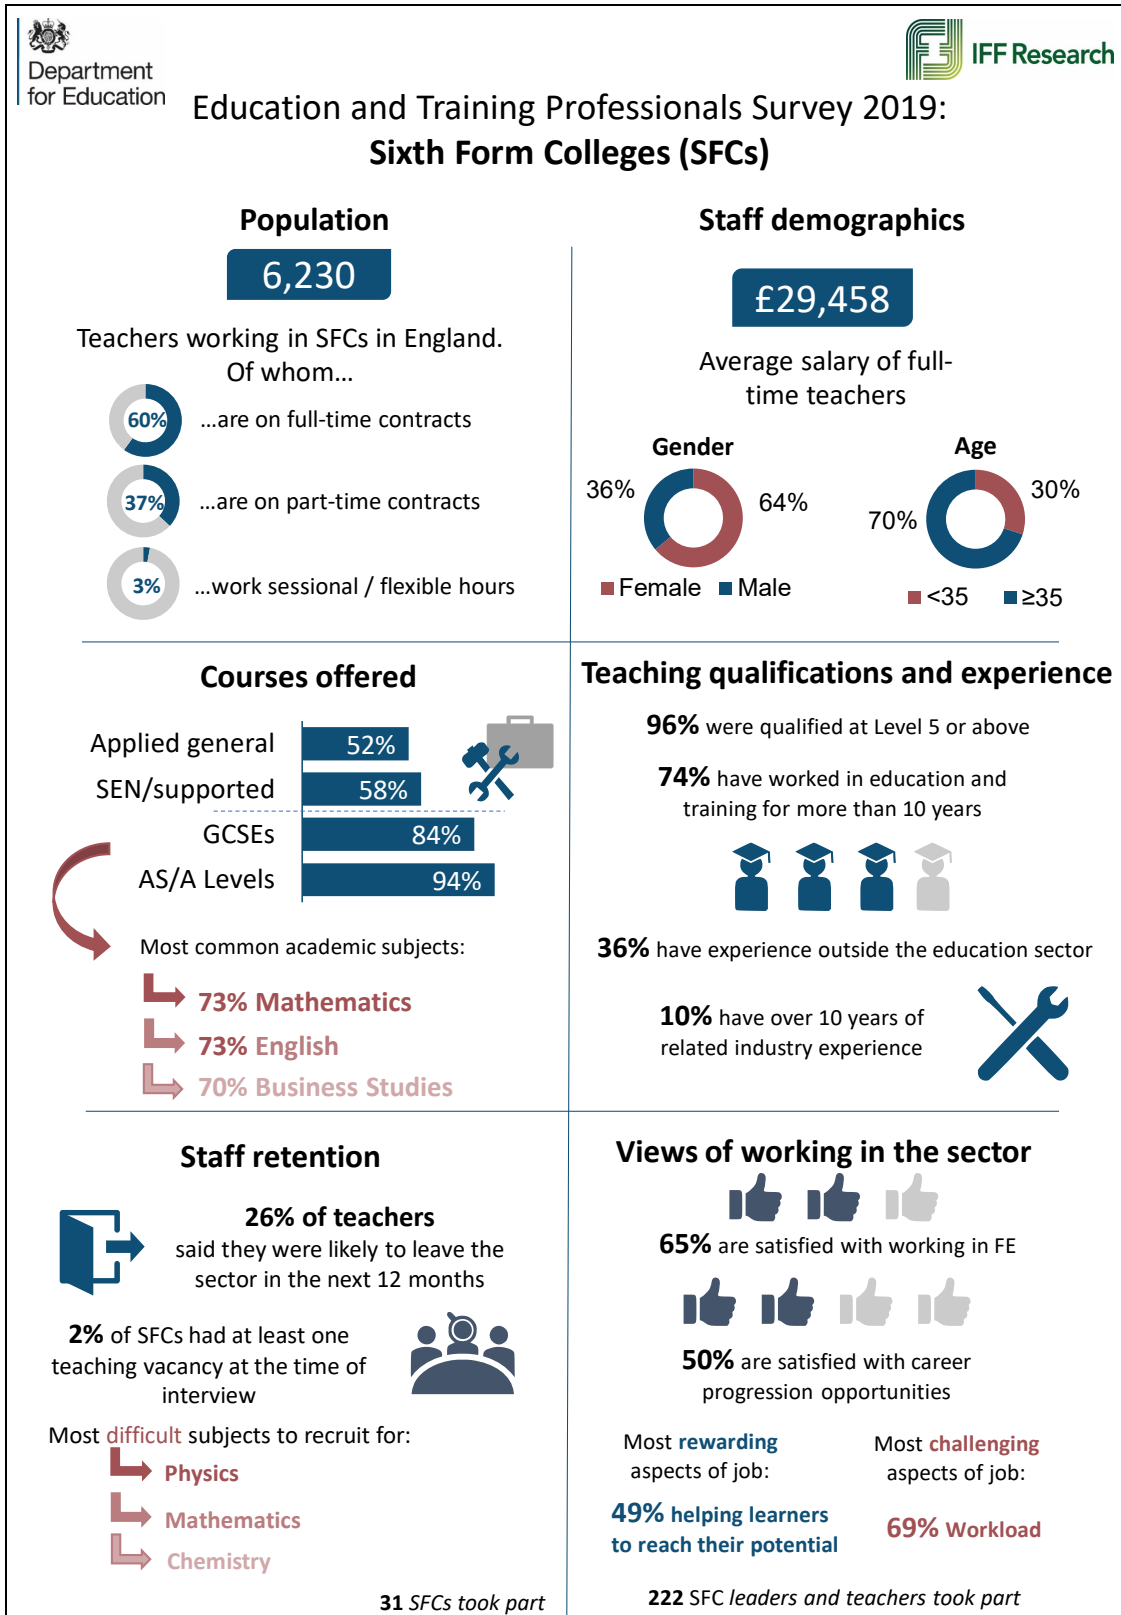 Department
for Education
IFF Research
Education and Training Professionals Survey 2019:
Sixth Form Colleges (SFCs)
Population
6,230
Teachers working in SFCs in England.
Of whom...
60%
...are on full-time contracts
37%
...are on part-time contracts
3%
...work sessional / flexible hours
Staff demographics
£29,458
Average salary of full-
time teachers
Gender
36%
64%
Female
Male
Age
30%
70%
<35
≥35
Courses offered
Applied general
52%
SEN/supported
58%
GCSEs
84%
AS/A Levels
94%
Most common academic subjects:
73% Mathematics
73% English
70% Business Studies
Teaching qualifications and experience
96% were qualified at Level 5 or above
74% have worked in education and
training for more than 10 years
36% have experience outside the education sector
10% have over 10 years of
related industry experience
Staff retention
26% of teachers
said they were likely to leave the
sector in the next 12 months
2% of SFCs had at least one
teaching vacancy at the time of
interview
Most difficult subjects to recruit for:
Physics
Mathematics
Chemistry
31 SFCs took part
Views of working in the sector
65% are satisfied with working in FE
50% are satisfied with career
progression opportunities
Most rewarding
aspects of job:
49% helping learners
to reach their potential
Most challenging
aspects of job:
69% Workload
222 SFC leaders and teachers took part